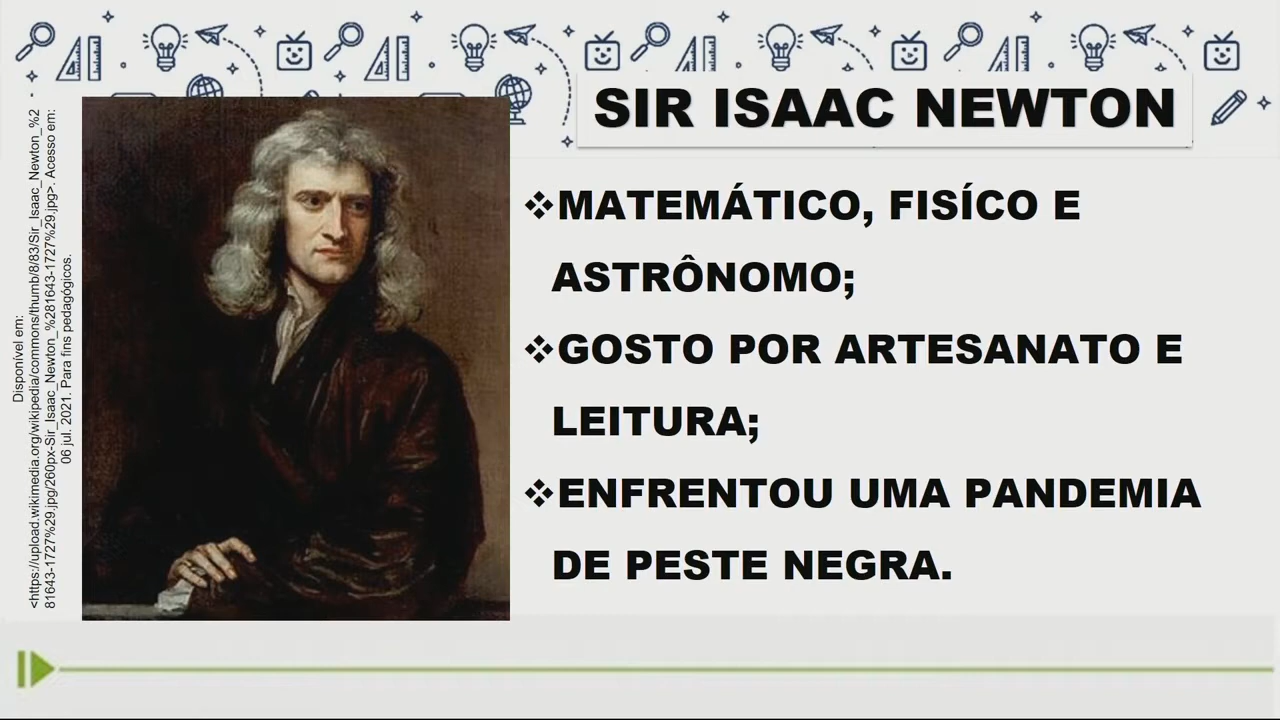 SIR ISAAC NEWTON
Disponível em:
<https://upload.wikimedia.org/wikipedia/commons/thumb/8/83/Sir_Isaac_Newton_%2
81643-1727%29.jpg/260px-Sir_Isaac_Newton_%281643-1727%29.jpg>. Acesso em:
06 jul. 2021. Para fins pedagógicos.
❖MATEMÁTICO, FISÍCO E
ASTRÔNOMO;
❖GOSTO POR ARTESANATO E
LEITURA;
❖ENFRENTOU UMA PANDEMIA
DE PESTE NEGRA.